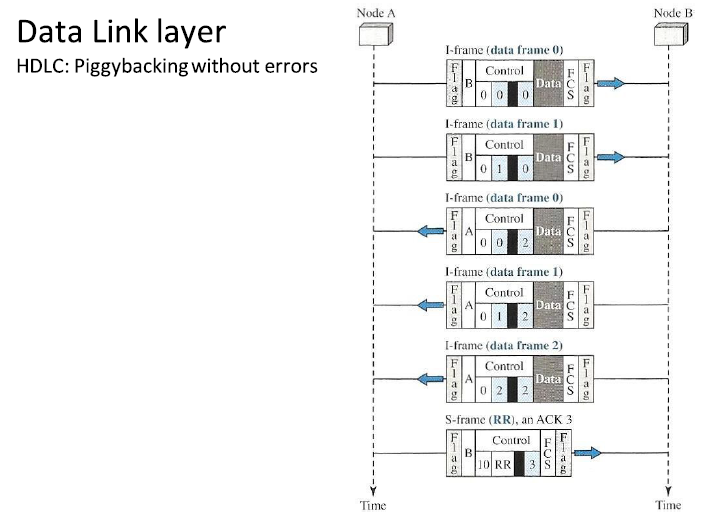 Data Link layer
HDLC: Piggybacking without errors
Node A
Node B
I-frame (data frame 0)
Flag B Control 0 0 0 Data FCS Flag
I-frame (data frame 1)
Flag B Control 0 1 0 Data FCS Flag
I-frame (data frame 0)
Flag A Control 0 0 2 Data FCS Flag
I-frame (data frame 1)
Flag A Control 0 1 2 Data FCS Flag
I-frame (data frame 2)
Flag A Control 0 2 2 Data FCS Flag
S-frame (RR), an ACK 3
Flag B Control 10 RR 3 FCS Flag
Time
Time